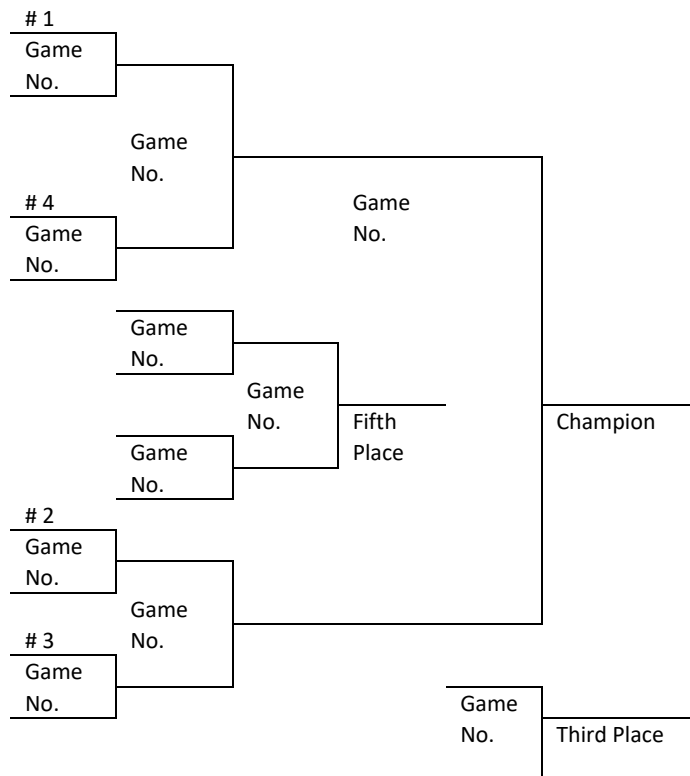 # 1
Game
No.
Game
No.
# 4
Game
No.
Game
No.
Game
No.
Game
No.
Fifth
Place
Champion
Game
No.
# 2
Game
No.
Game
No.
# 3
Game
No.
Game
No.
Third Place